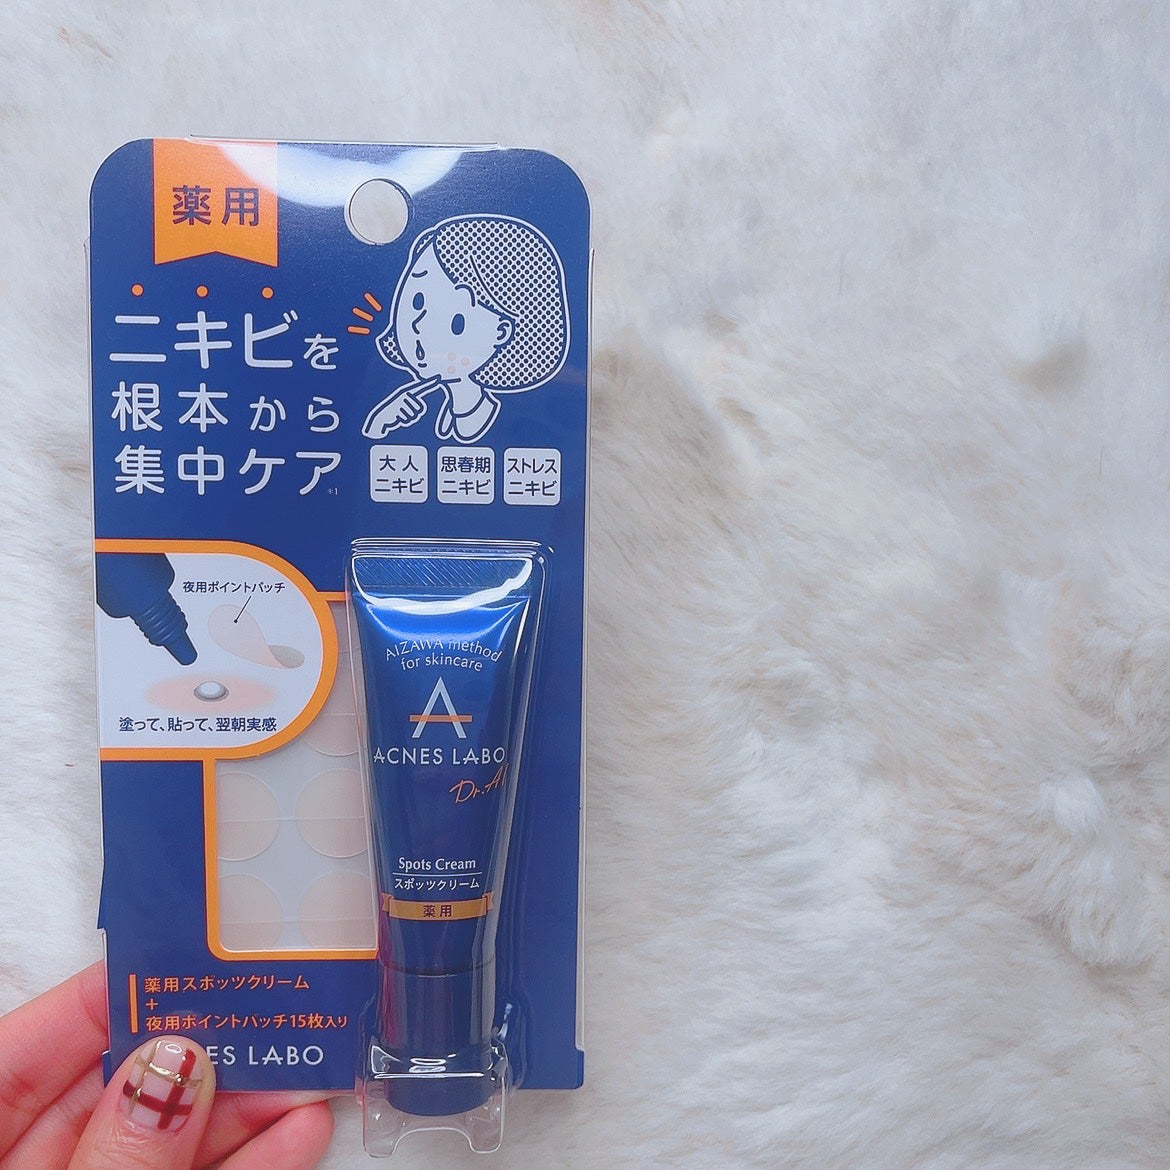 薬用
ニキビを
根本から
集中ケア※1
大人
ニキビ
思春期
ニキビ
ストレス
ニキビ
夜用ポイントパッチ
塗って、貼って、翌朝実感
AIZAWA method
for skincare
A
ACNES LABO
Dr.A
Spots Cream
スポッツクリーム
薬用
薬用スポッツクリーム
+
夜用ポイントパッチ15枚入り
NES LABO